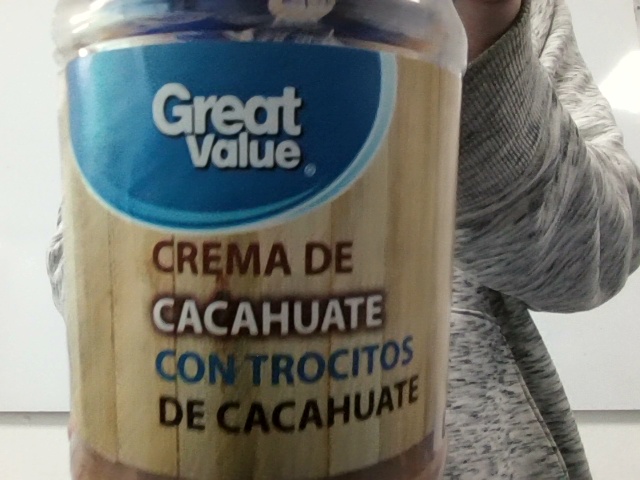 Great
Value®
CREMA DE
CACAHUATE
CON TROCITOS
DE CACAHUATE